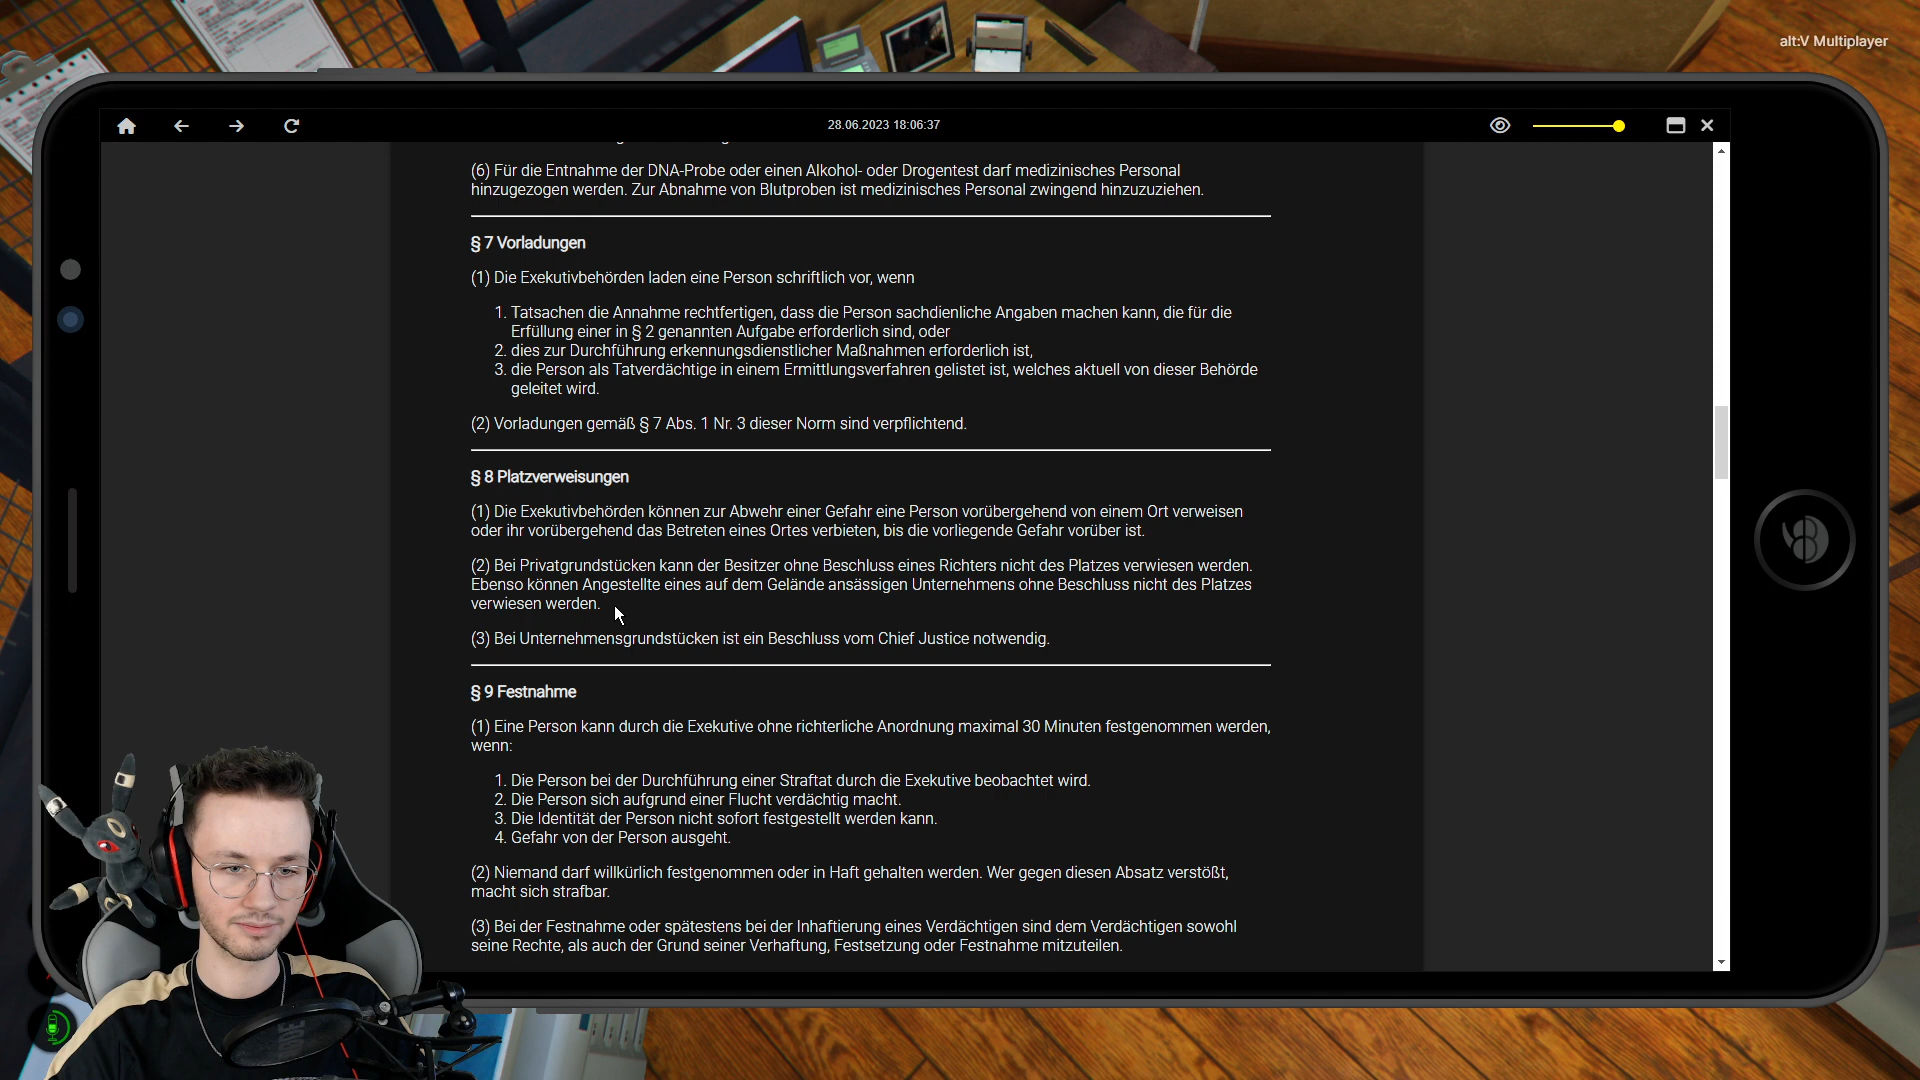 alt:V Multiplayer
28.06.2023 18:06:37
(6) Für die Entnahme der DNA-Probe oder einen Alkohol- oder Drogentest darf medizinisches Personal
hinzugezogen werden. Zur Abnahme von Blutproben ist medizinisches Personal zwingend hinzuzuziehen.
§ 7 Vorladungen
(1) Die Exekutivbehörden laden eine Person schriftlich vor, wenn
1. Tatsachen die Annahme rechtfertigen, dass die Person sachdienliche Angaben machen kann, die für die
Erfüllung einer in § 2 genannten Aufgabe erforderlich sind, oder
2. dies zur Durchführung erkennungsdienstlicher Maßnahmen erforderlich ist,
3. die Person als Tatverdächtige in einem Ermittlungsverfahren gelistet ist, welches aktuell von dieser Behörde
geleitet wird.
(2) Vorladungen gemäß § 7 Abs. 1 Nr. 3 dieser Norm sind verpflichtend.
§ 8 Platzverweisungen
(1) Die Exekutivbehörden können zur Abwehr einer Gefahr eine Person vorübergehend von einem Ort verweisen
oder ihr vorübergehend das Betreten eines Ortes verbieten, bis die vorliegende Gefahr vorüber ist.
(2) Bei Privatgrundstücken kann der Besitzer ohne Beschluss eines Richters nicht des Platzes verwiesen werden.
Ebenso können Angestellte eines auf dem Gelände ansässigen Unternehmens ohne Beschluss nicht des Platzes
verwiesen werden.
(3) Bei Unternehmensgrundstücken ist ein Beschluss vom Chief Justice notwendig.
§ 9 Festnahme
(1) Eine Person kann durch die Exekutive ohne richterliche Anordnung maximal 30 Minuten festgenommen werden,
wenn:
1. Die Person bei der Durchführung einer Straftat durch die Exekutive beobachtet wird.
2. Die Person sich aufgrund einer Flucht verdächtig macht.
3. Die Identität der Person nicht sofort festgestellt werden kann.
4. Gefahr von der Person ausgeht.
(2) Niemand darf willkürlich festgenommen oder in Haft gehalten werden. Wer gegen diesen Absatz verstößt,
macht sich strafbar.
(3) Bei der Festnahme oder spätestens bei der Inhaftierung eines Verdächtigen sind dem Verdächtigen sowohl
seine Rechte, als auch der Grund seiner Verhaftung, Festsetzung oder Festnahme mitzuteilen.